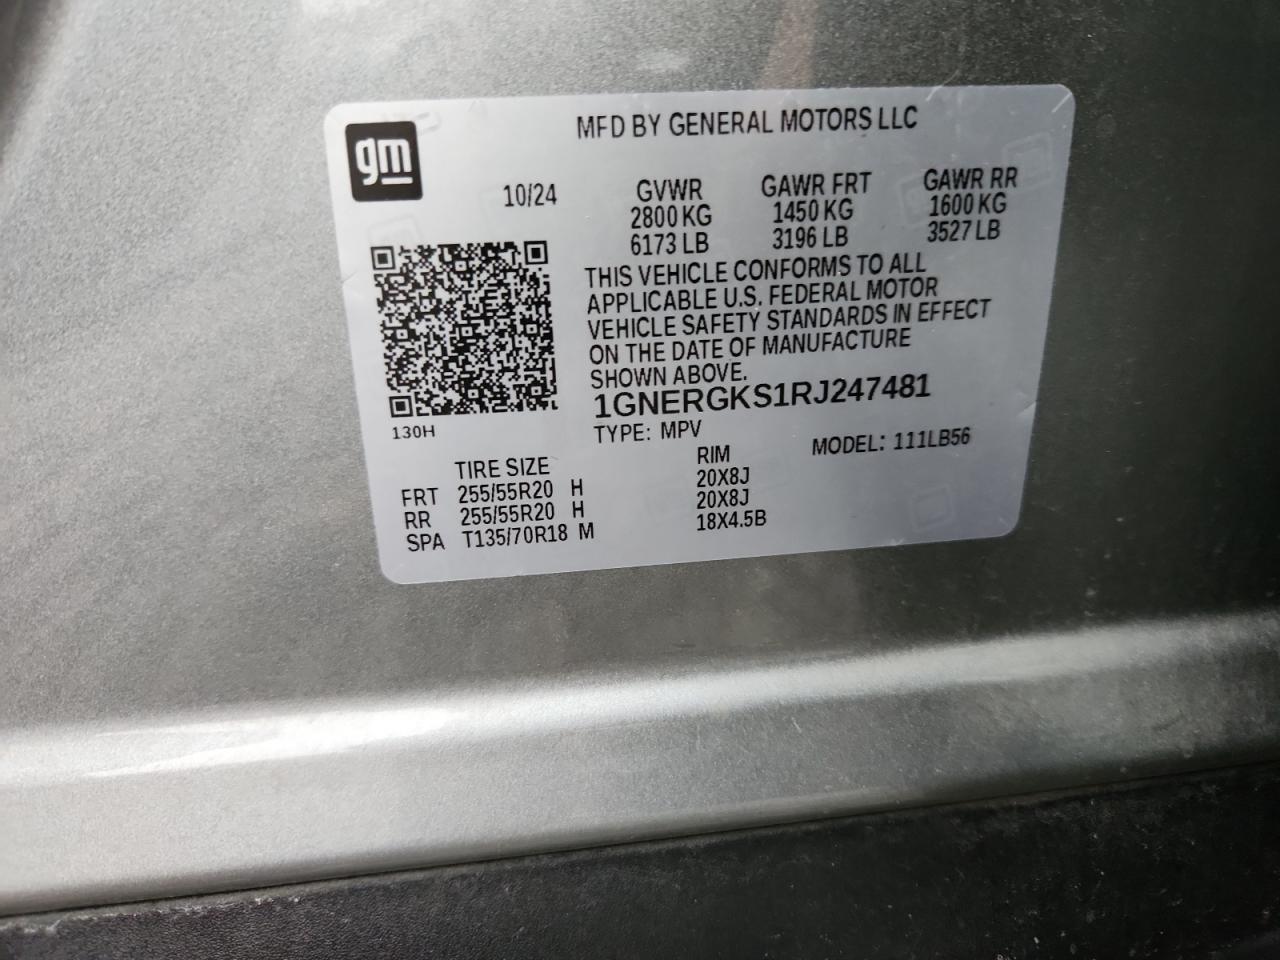 gm
MFD BY GENERAL MOTORS LLC
10/24 GVWR GAWR FRT GAWR RR
2800 KG 1450 KG 1600 KG
6173 LB 3196 LB 3527 LB
THIS VEHICLE CONFORMS TO ALL
APPLICABLE U.S. FEDERAL MOTOR
VEHICLE SAFETY STANDARDS IN EFFECT
ON THE DATE OF MANUFACTURE
SHOWN ABOVE.
1GNERGKS1RJ247481
130H
TYPE: MPV MODEL: 111LB56
TIRE SIZE RIM
FRT 255/55R20 H 20X8J
RR 255/55R20 H 20X8J
SPA T135/70R18 M 18X4.5B